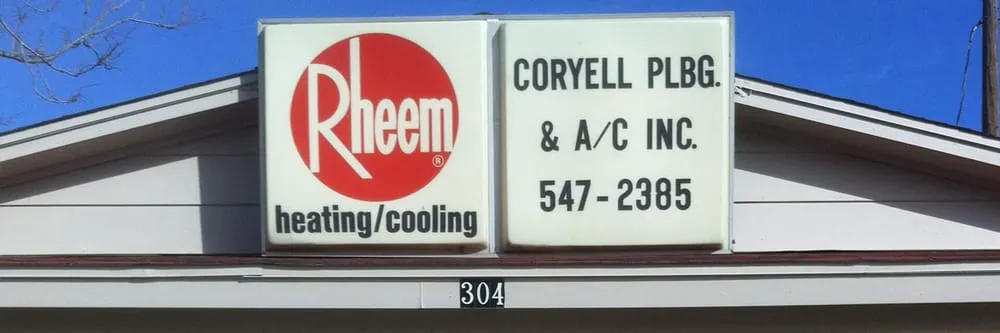 Rheem®
heating/cooling
CORYELL PLBG.
& A/C INC.
547-2385
304